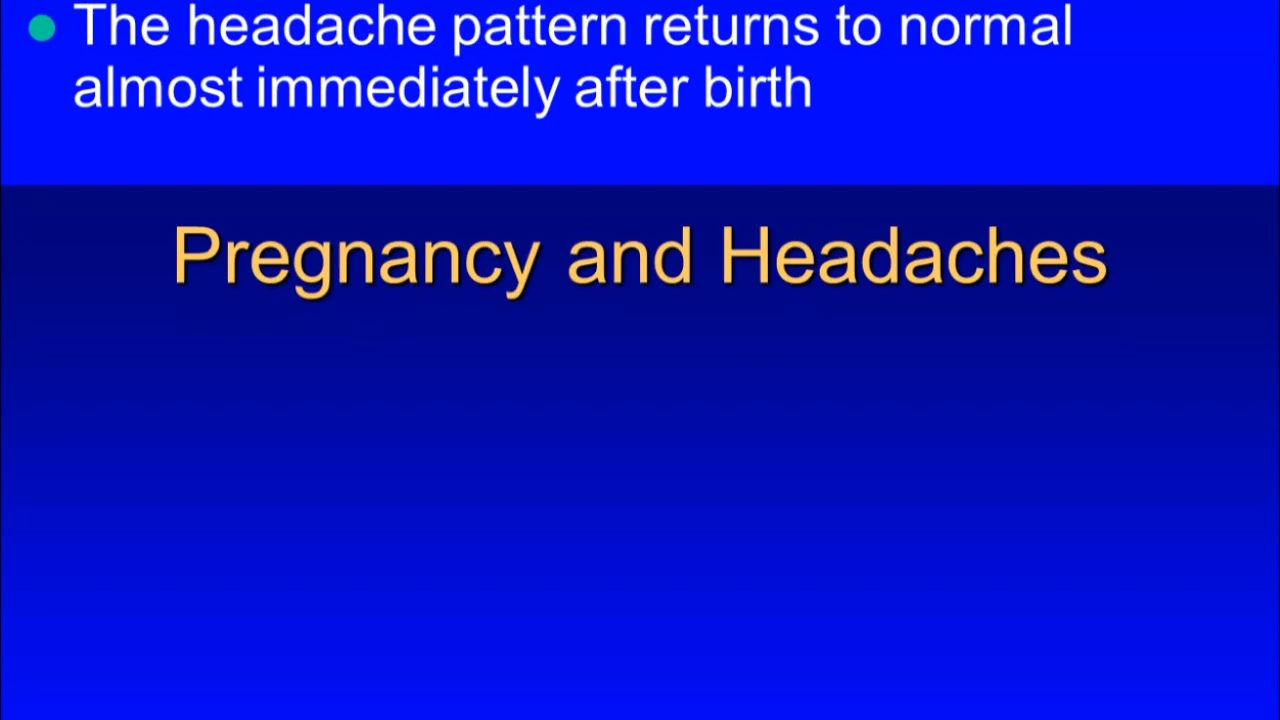 The headache pattern returns to normal
almost immediately after birth
Pregnancy and Headaches